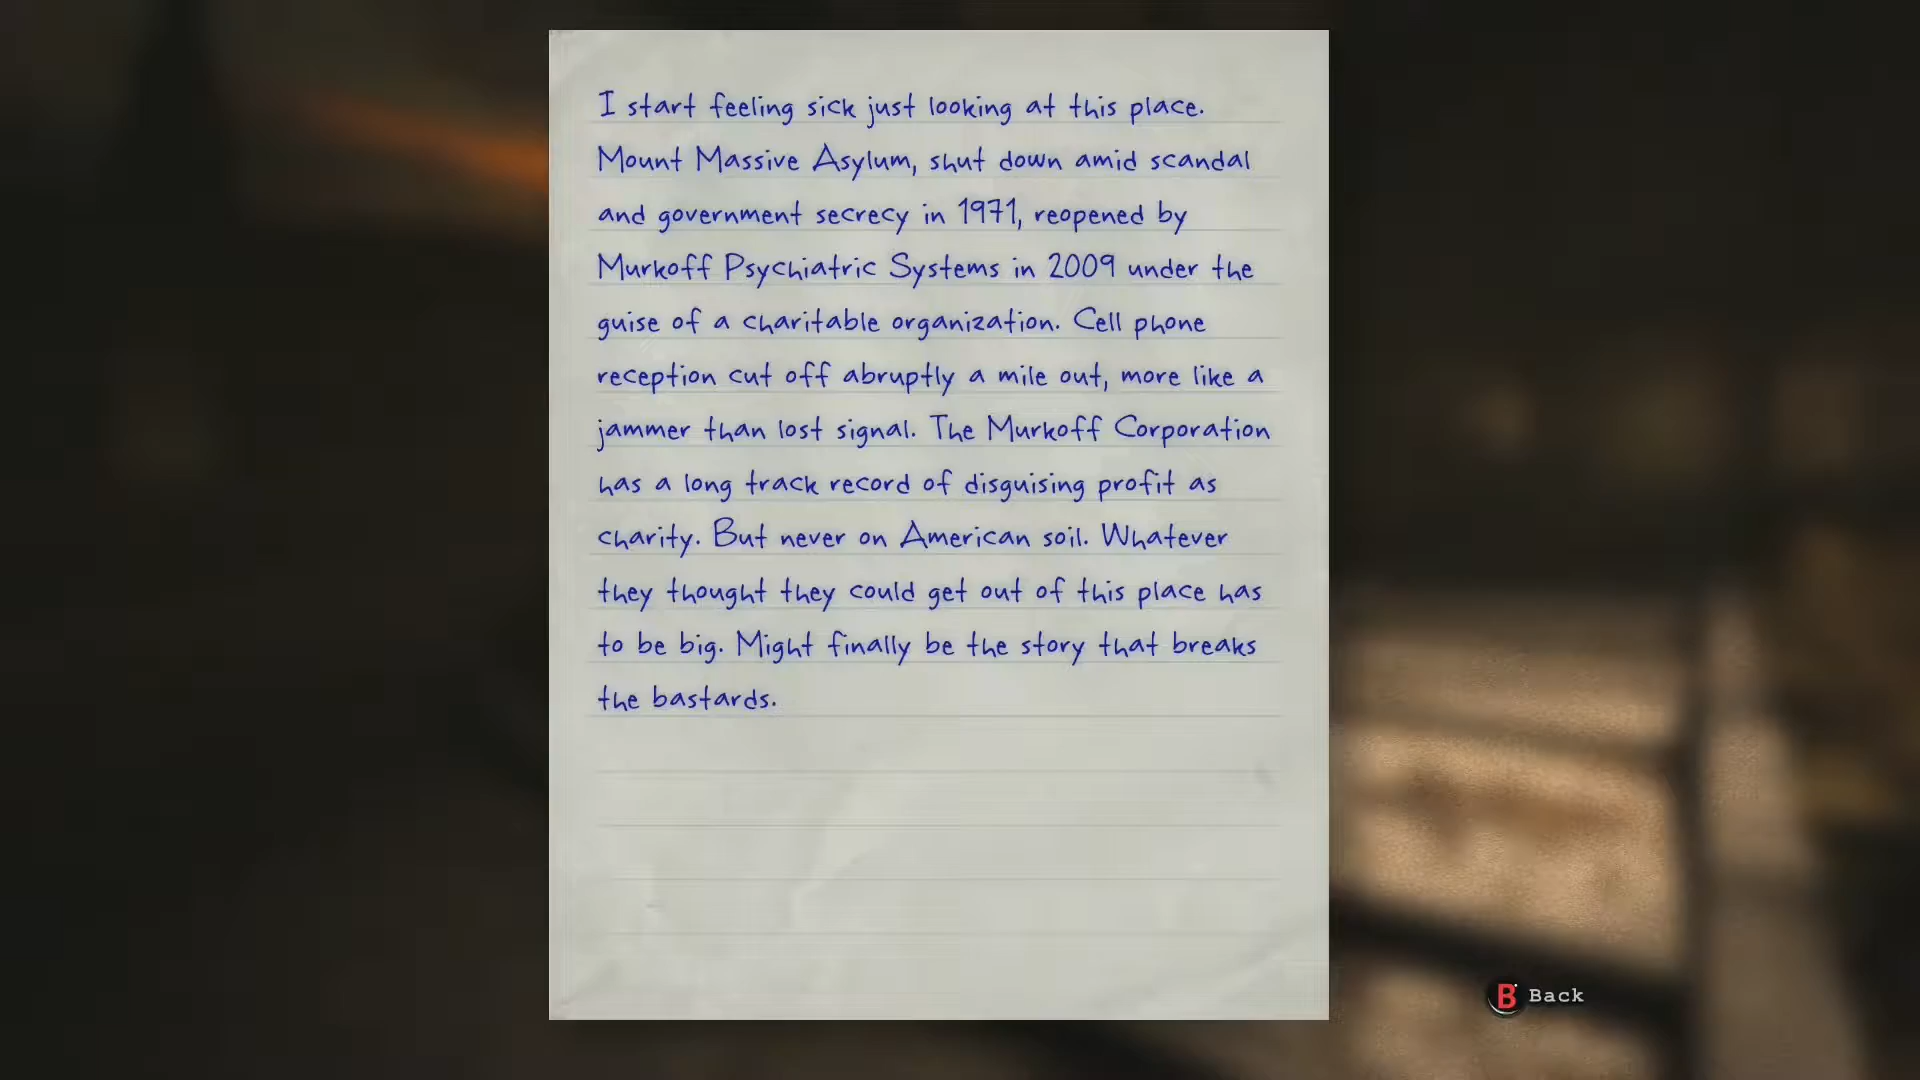 I start feeling sick just looking at this place.
Mount Massive Asylum, shut down amid scandal
and government secrecy in 1971, reopened by
Murkoff Psychiatric Systems in 2009 under the
guise of a charitable organization. Cell phone
reception cut off abruptly a mile out, more like a
jammer than lost signal. The Murkoff Corporation
has a long track record of disguising profit as
charity. But never on American soil. Whatever
they thought they could get out of this place has
to be big. Might finally be the story that breaks
the bastards.
B Back